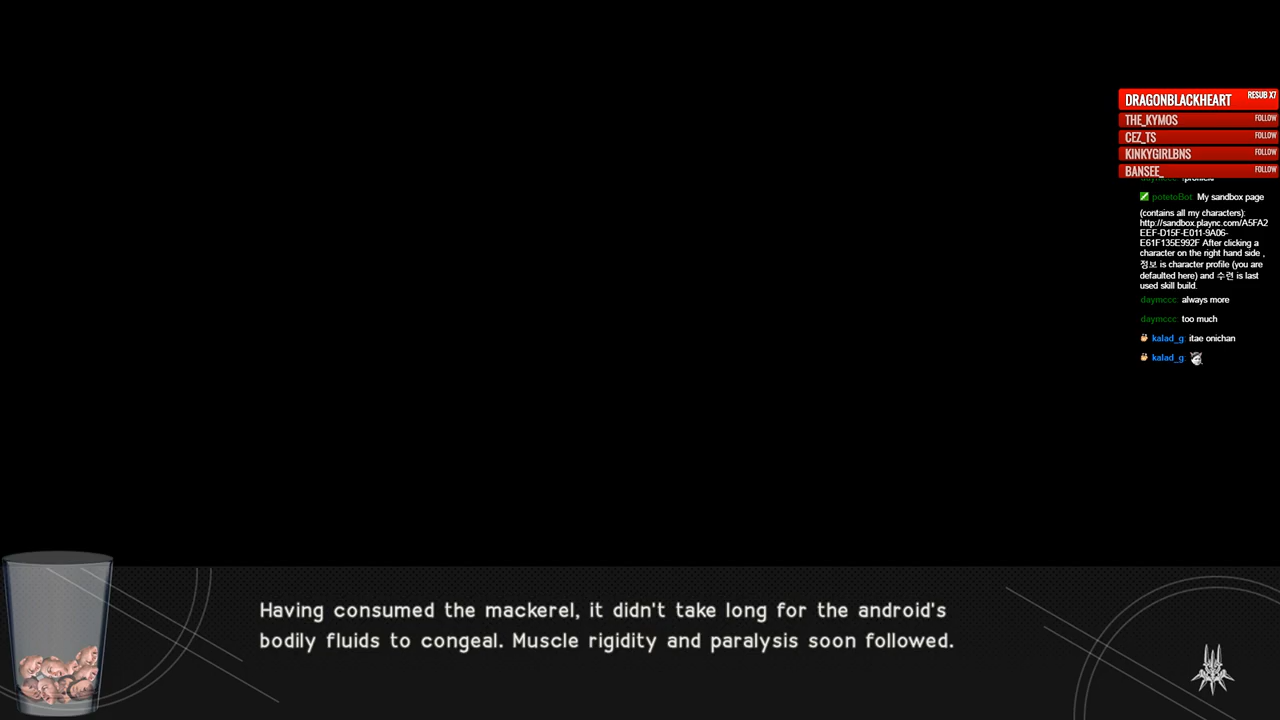 DRAGONBLACKHEART RESUB X7
THE_KYMOS FOLLOW
CEZ_TS FOLLOW
KINKYGIRLBNS FOLLOW
BANSEE_ FOLLOW
potetoBot: My sandbox page
(contains all my characters):
http://sandbox.plaync.com/A5FA2
EEF-D15F-E011-9A06-
E61F135E992F After clicking a
character on the right hand side ,
정보 is character profile (you are
defaulted here) and 수련 is last
used skill build.
daymccc: always more
daymccc: too much
kalad_g: itae onichan
kalad_g:
Having consumed the mackerel, it didn't take long for the android's
bodily fluids to congeal. Muscle rigidity and paralysis soon followed.